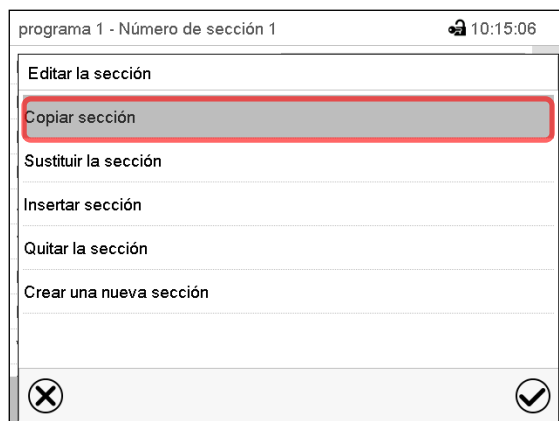 programa 1 - Número de sección 1 10:15:06
Editar la sección
Copiar sección
Sustituir la sección
Insertar sección
Quitar la sección
Crear una nueva sección